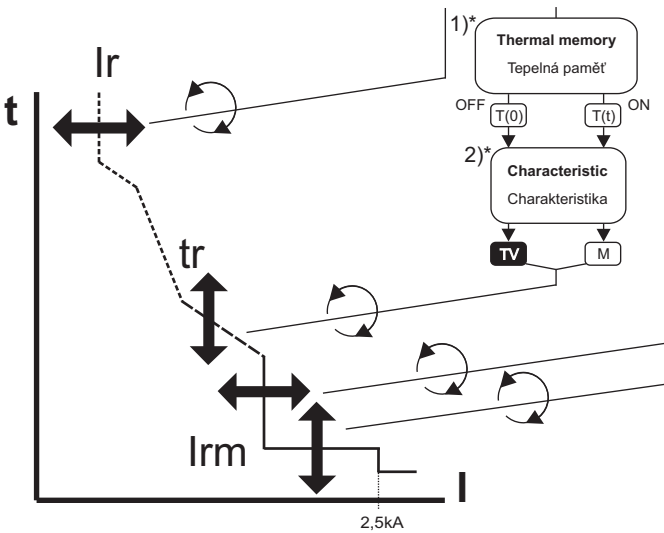 1)*
Thermal memory
Tepelná paměť
OFF
ON
T(0)
T(t)
2)*
Characteristic
Charakteristika
TV
M
Ir
t
tr
Irm
I
2,5kA